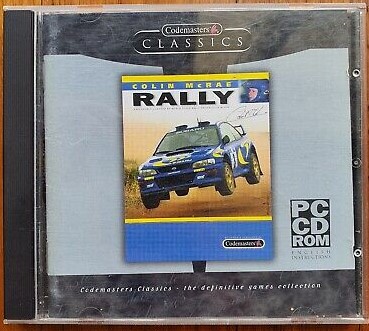 Codemasters
CLASSICS
COLIN McRAE
RALLY
Codemasters
PC
CD
ROM
ENGLISH
INSTRUCTIONS
Codemasters Classics - the definitive games collection